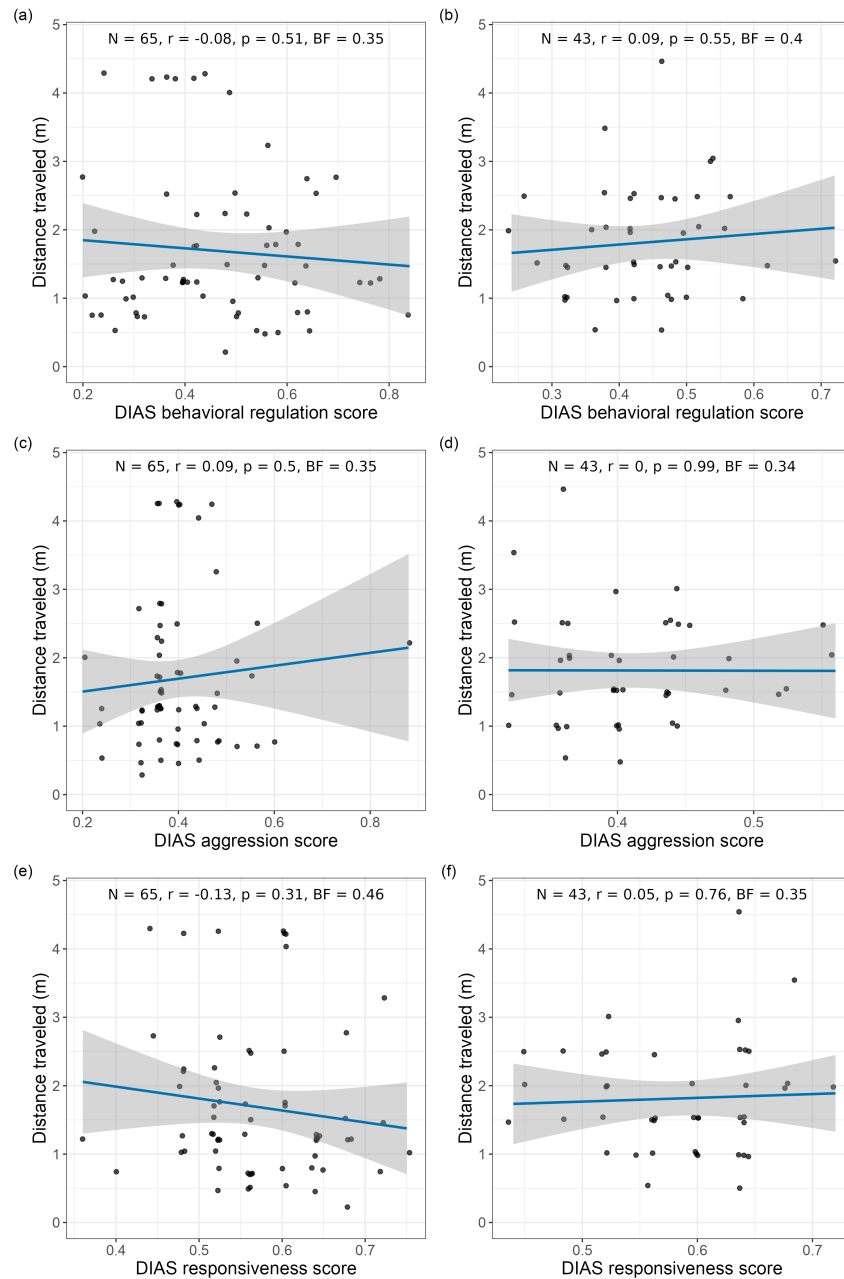 (a)
N = 65, r = -0.08, p = 0.51, BF = 0.35
Distance traveled (m)
5
4
3
2
1
0
0.2 0.4 0.6 0.8
DIAS behavioral regulation score
(b)
N = 43, r = 0.09, p = 0.55, BF = 0.4
Distance traveled (m)
5
4
3
2
1
0
0.3 0.4 0.5 0.6 0.7
DIAS behavioral regulation score
(c)
N = 65, r = 0.09, p = 0.5, BF = 0.35
Distance traveled (m)
5
4
3
2
1
0
0.2 0.4 0.6 0.8
DIAS aggression score
(d)
N = 43, r = 0, p = 0.99, BF = 0.34
Distance traveled (m)
5
4
3
2
1
0
0.4 0.5
DIAS aggression score
(e)
N = 65, r = -0.13, p = 0.31, BF = 0.46
Distance traveled (m)
5
4
3
2
1
0
0.4 0.5 0.6 0.7
DIAS responsiveness score
(f)
N = 43, r = 0.05, p = 0.76, BF = 0.35
Distance traveled (m)
5
4
3
2
1
0
0.5 0.6 0.7
DIAS responsiveness score